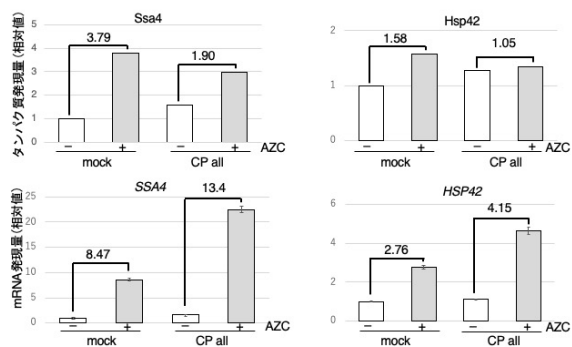 Ssa4
タンパク質発現量(相対値)
5
4
3
2
1
0
3.79
1.90
− + − + AZC
mock CP all
Hsp42
2
1
0
1.58
1.05
− + − + AZC
mock CP all
SSA4
mRNA発現量(相対値)
25
20
15
10
5
0
8.47
13.4
− + − + AZC
mock CP all
HSP42
6
4
2
0
2.76
4.15
− + − + AZC
mock CP all